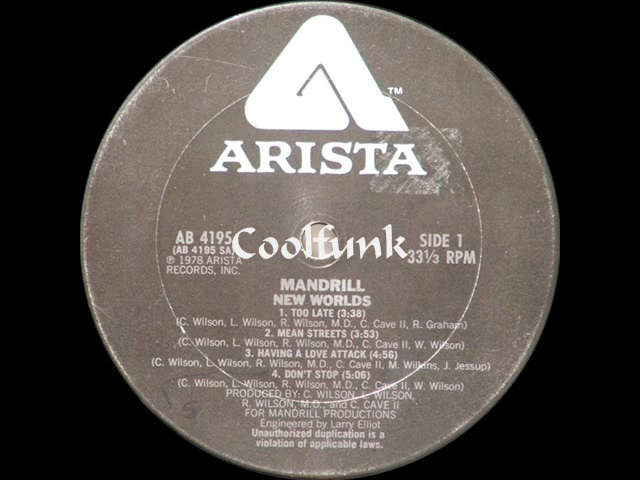 ™
ARISTA
AB 4195
(AB 4195 SA)
℗ 1978 ARISTA
RECORDS, INC.
Coolfunk
SIDE 1
33⅓ RPM
MANDRILL
NEW WORLDS
1. TOO LATE (3:38)
(C. Wilson, L. Wilson, R. Wilson, M.D., C. Cave II, R. Graham)
2. MEAN STREETS (3:53)
(C. Wilson, L. Wilson, R. Wilson, M.D., C. Cave II, W. Wilson)
3. HAVING A LOVE ATTACK (4:56)
(C. Wilson, L. Wilson, R. Wilson, M.D., C. Cave II, M. Wilkins, J. Jessup)
4. DON'T STOP (5:06)
(C. Wilson, L. Wilson, R. Wilson, M.D., C. Cave II, W. Wilson)
PRODUCED BY: C. WILSON, L. WILSON,
R. WILSON, M.D., and C. CAVE II
FOR MANDRILL PRODUCTIONS
Engineered by Larry Elliot
Unauthorized duplication is a
violation of applicable laws.